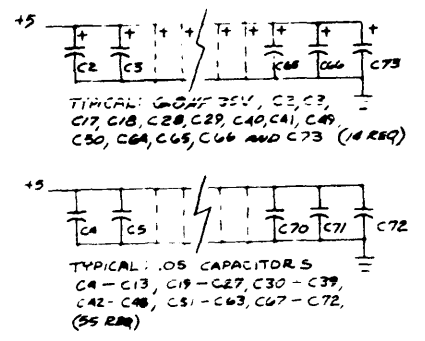 +5
+ + + + + + + +
C2 C3 C65 C66 C73
TYPICAL: 35V, C2, C3,
C17, C18, C28, C29, C40, C41, C49,
C50, C64, C65, C66 AND C73 (14 REQ)
+5
C4 C5 C70 C71 C72
TYPICAL: .05 CAPACITORS
C4 - C13, C19 - C27, C30 - C39,
C42 - C48, C51 - C63, C67 - C72,
(55 REQ)